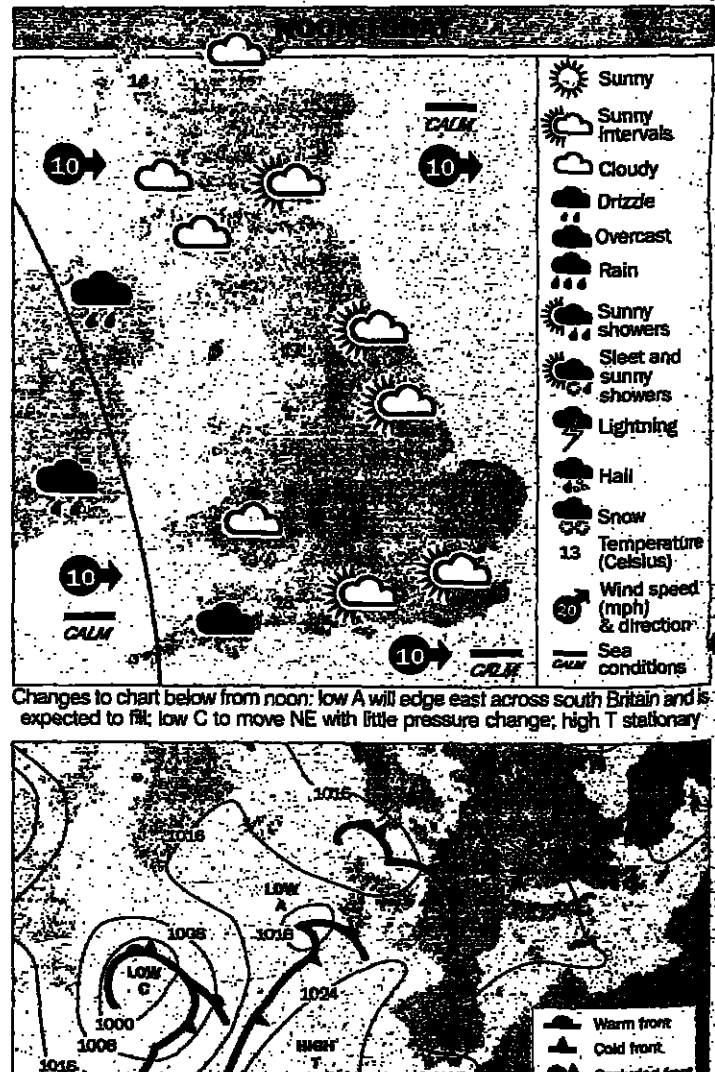 NOON TODAY
CALM
10
10
10
CALM
10
CALM
Sunny
Sunny
intervals
Cloudy
Drizzle
Overcast
Rain
Sunny
showers
Sleet and
sunny
showers
Lightning
Hail
Snow
13 Temperature
(Celsius)
20 Wind speed
(mph)
& direction
CALM Sea
conditions
Changes to chart below from noon: low A will edge east across south Britain and is
expected to fill; low C to move NE with little pressure change; high T stationary
1016
1016
LOW
A
1008
1016
LOW
C
1024
1000
1008
HIGH
T
1016
Warm front
Cold front
Occluded front